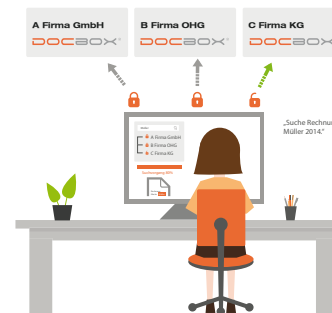 A Firma GmbH
DOCBOX
B Firma OHG
DOCBOX
C Firma KG
DOCBOX
„Suche Rechnu
Müller 2014."
A Firma GmbH
B Firma OHG
C Firma KG